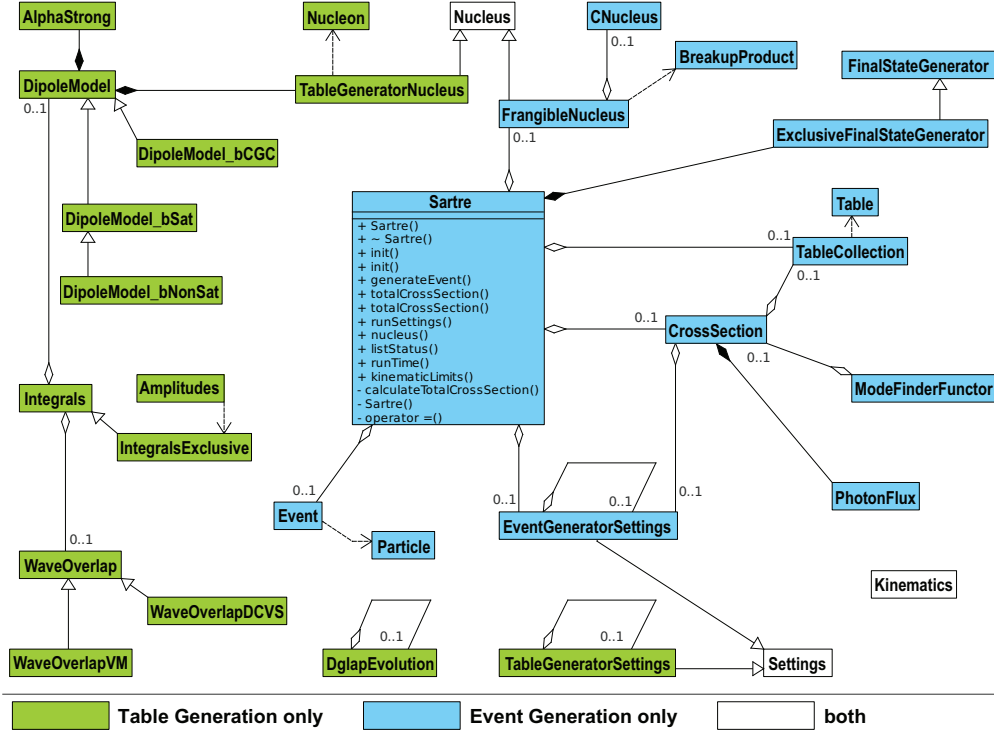 AlphaStrong
Nucleon
Nucleus
CNucleus
0..1
BreakupProduct
FinalStateGenerator
DipoleModel
0..1
TableGeneratorNucleus
FrangibleNucleus
0..1
ExclusiveFinalStateGenerator
DipoleModel_bCGC
Sartre
+ Sartre()
+ ~ Sartre()
+ init()
+ init()
+ generateEvent()
+ totalCrossSection()
+ totalCrossSection()
+ runSettings()
+ nucleus()
+ listStatus()
+ runTime()
+ kinematicLimits()
- calculateTotalCrossSection()
- Sartre()
- operator =()
Table
DipoleModel_bSat
0..1
TableCollection
0..1
DipoleModel_bNonSat
0..1
CrossSection
0..1
Integrals
Amplitudes
ModeFinderFunctor
IntegralsExclusive
0..1
0..1
0..1
0..1
PhotonFlux
Event
EventGeneratorSettings
Particle
0..1
WaveOverlap
Kinematics
WaveOverlapDCVS
0..1
0..1
WaveOverlapVM
DglapEvolution
TableGeneratorSettings
Settings
Table Generation only
Event Generation only
both